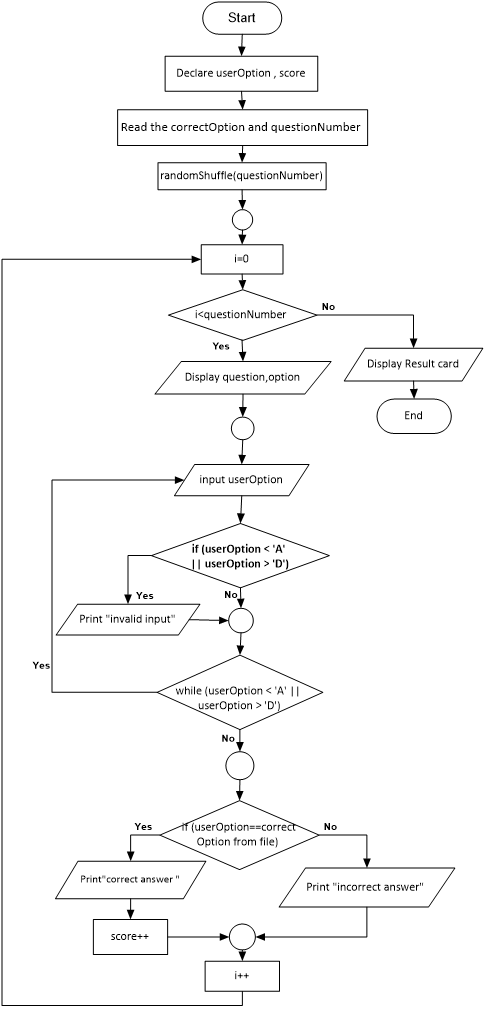 Start
Declare userOption , score
Read the correctOption and questionNumber
randomShuffle(questionNumber)
i=0
i<questionNumber
No
Yes
Display Result card
Display question,option
End
input userOption
if (userOption < 'A'
|| userOption > 'D')
Yes
No
Print "invalid input"
Yes
while (userOption < 'A' ||
userOption > 'D')
No
Yes
if (userOption==correct
Option from file)
No
Print"correct answer "
Print "incorrect answer"
score++
i++